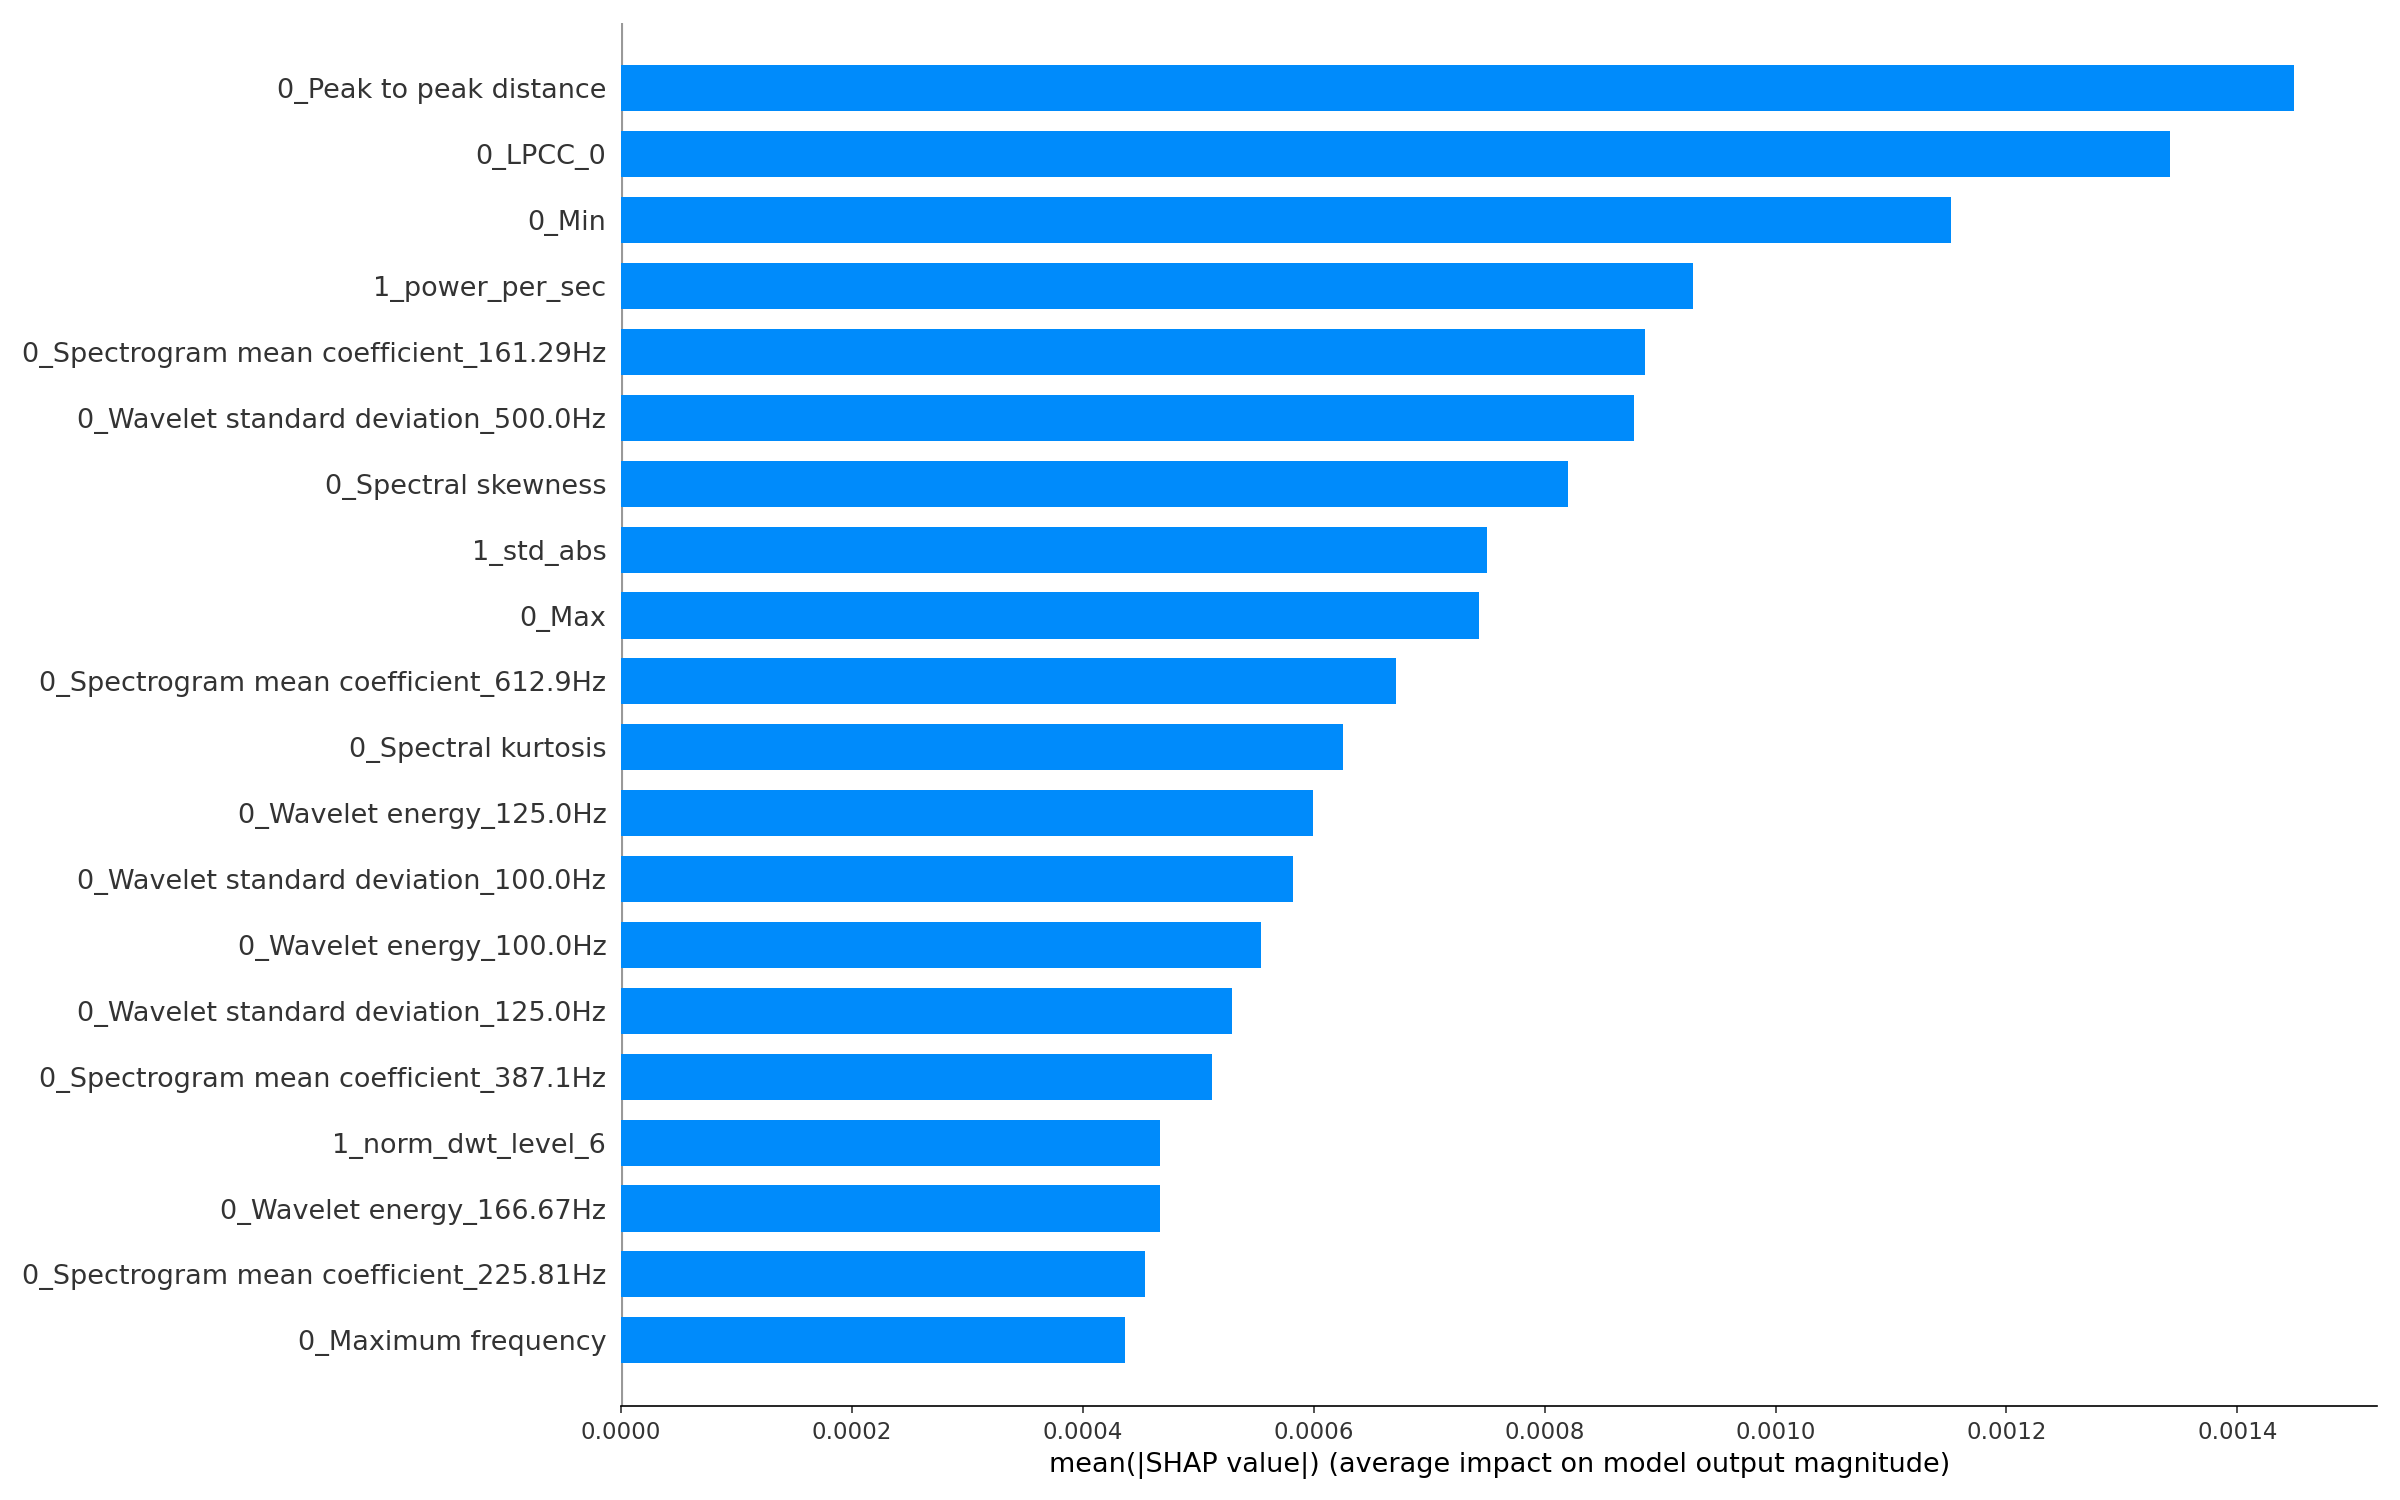 0_Peak to peak distance
0_LPCC_0
0_Min
1_power_per_sec
0_Spectrogram mean coefficient_161.29Hz
0_Wavelet standard deviation_500.0Hz
0_Spectral skewness
1_std_abs
0_Max
0_Spectrogram mean coefficient_612.9Hz
0_Spectral kurtosis
0_Wavelet energy_125.0Hz
0_Wavelet standard deviation_100.0Hz
0_Wavelet energy_100.0Hz
0_Wavelet standard deviation_125.0Hz
0_Spectrogram mean coefficient_387.1Hz
1_norm_dwt_level_6
0_Wavelet energy_166.67Hz
0_Spectrogram mean coefficient_225.81Hz
0_Maximum frequency
0.0000 0.0002 0.0004 0.0006 0.0008 0.0010 0.0012 0.0014
mean(|SHAP value|) (average impact on model output magnitude)